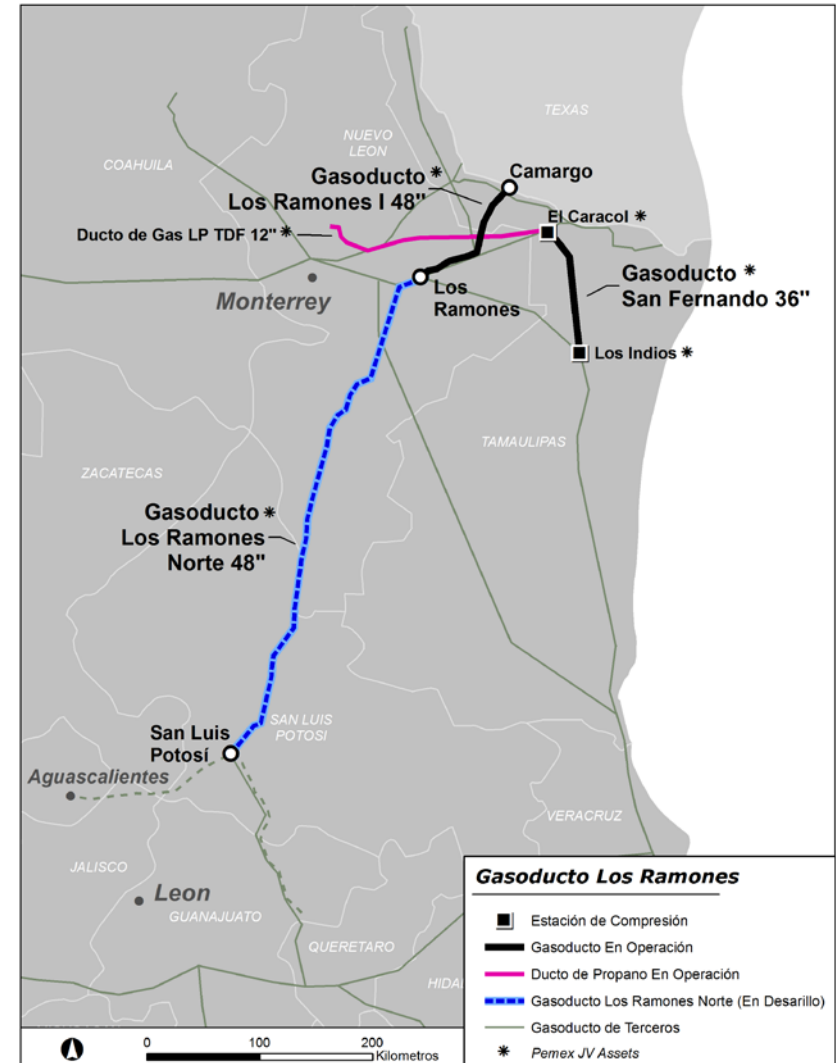 TEXAS
NUEVO
LEON
COAHUILA
Gasoducto *
Los Ramones I 48"
Camargo
El Caracol *
Ducto de Gas LP TDF 12" *
Gasoducto *
San Fernando 36"
Monterrey
Los
Ramones
Los Indios *
TAMAULIPAS
ZACATECAS
Gasoducto *
Los Ramones
Norte 48"
San Luis
Potosí
SAN LUIS
POTOSI
Aguascalientes
VERACRUZ
JALISCO
Leon
GUANAJUATO
QUERETARO
HIDAL
Gasoducto Los Ramones
Estación de Compresión
Gasoducto En Operación
Ducto de Propano En Operación
Gasoducto Los Ramones Norte (En Desarillo)
Gasoducto de Terceros
* Pemex JV Assets
0 100 200
Kilometros